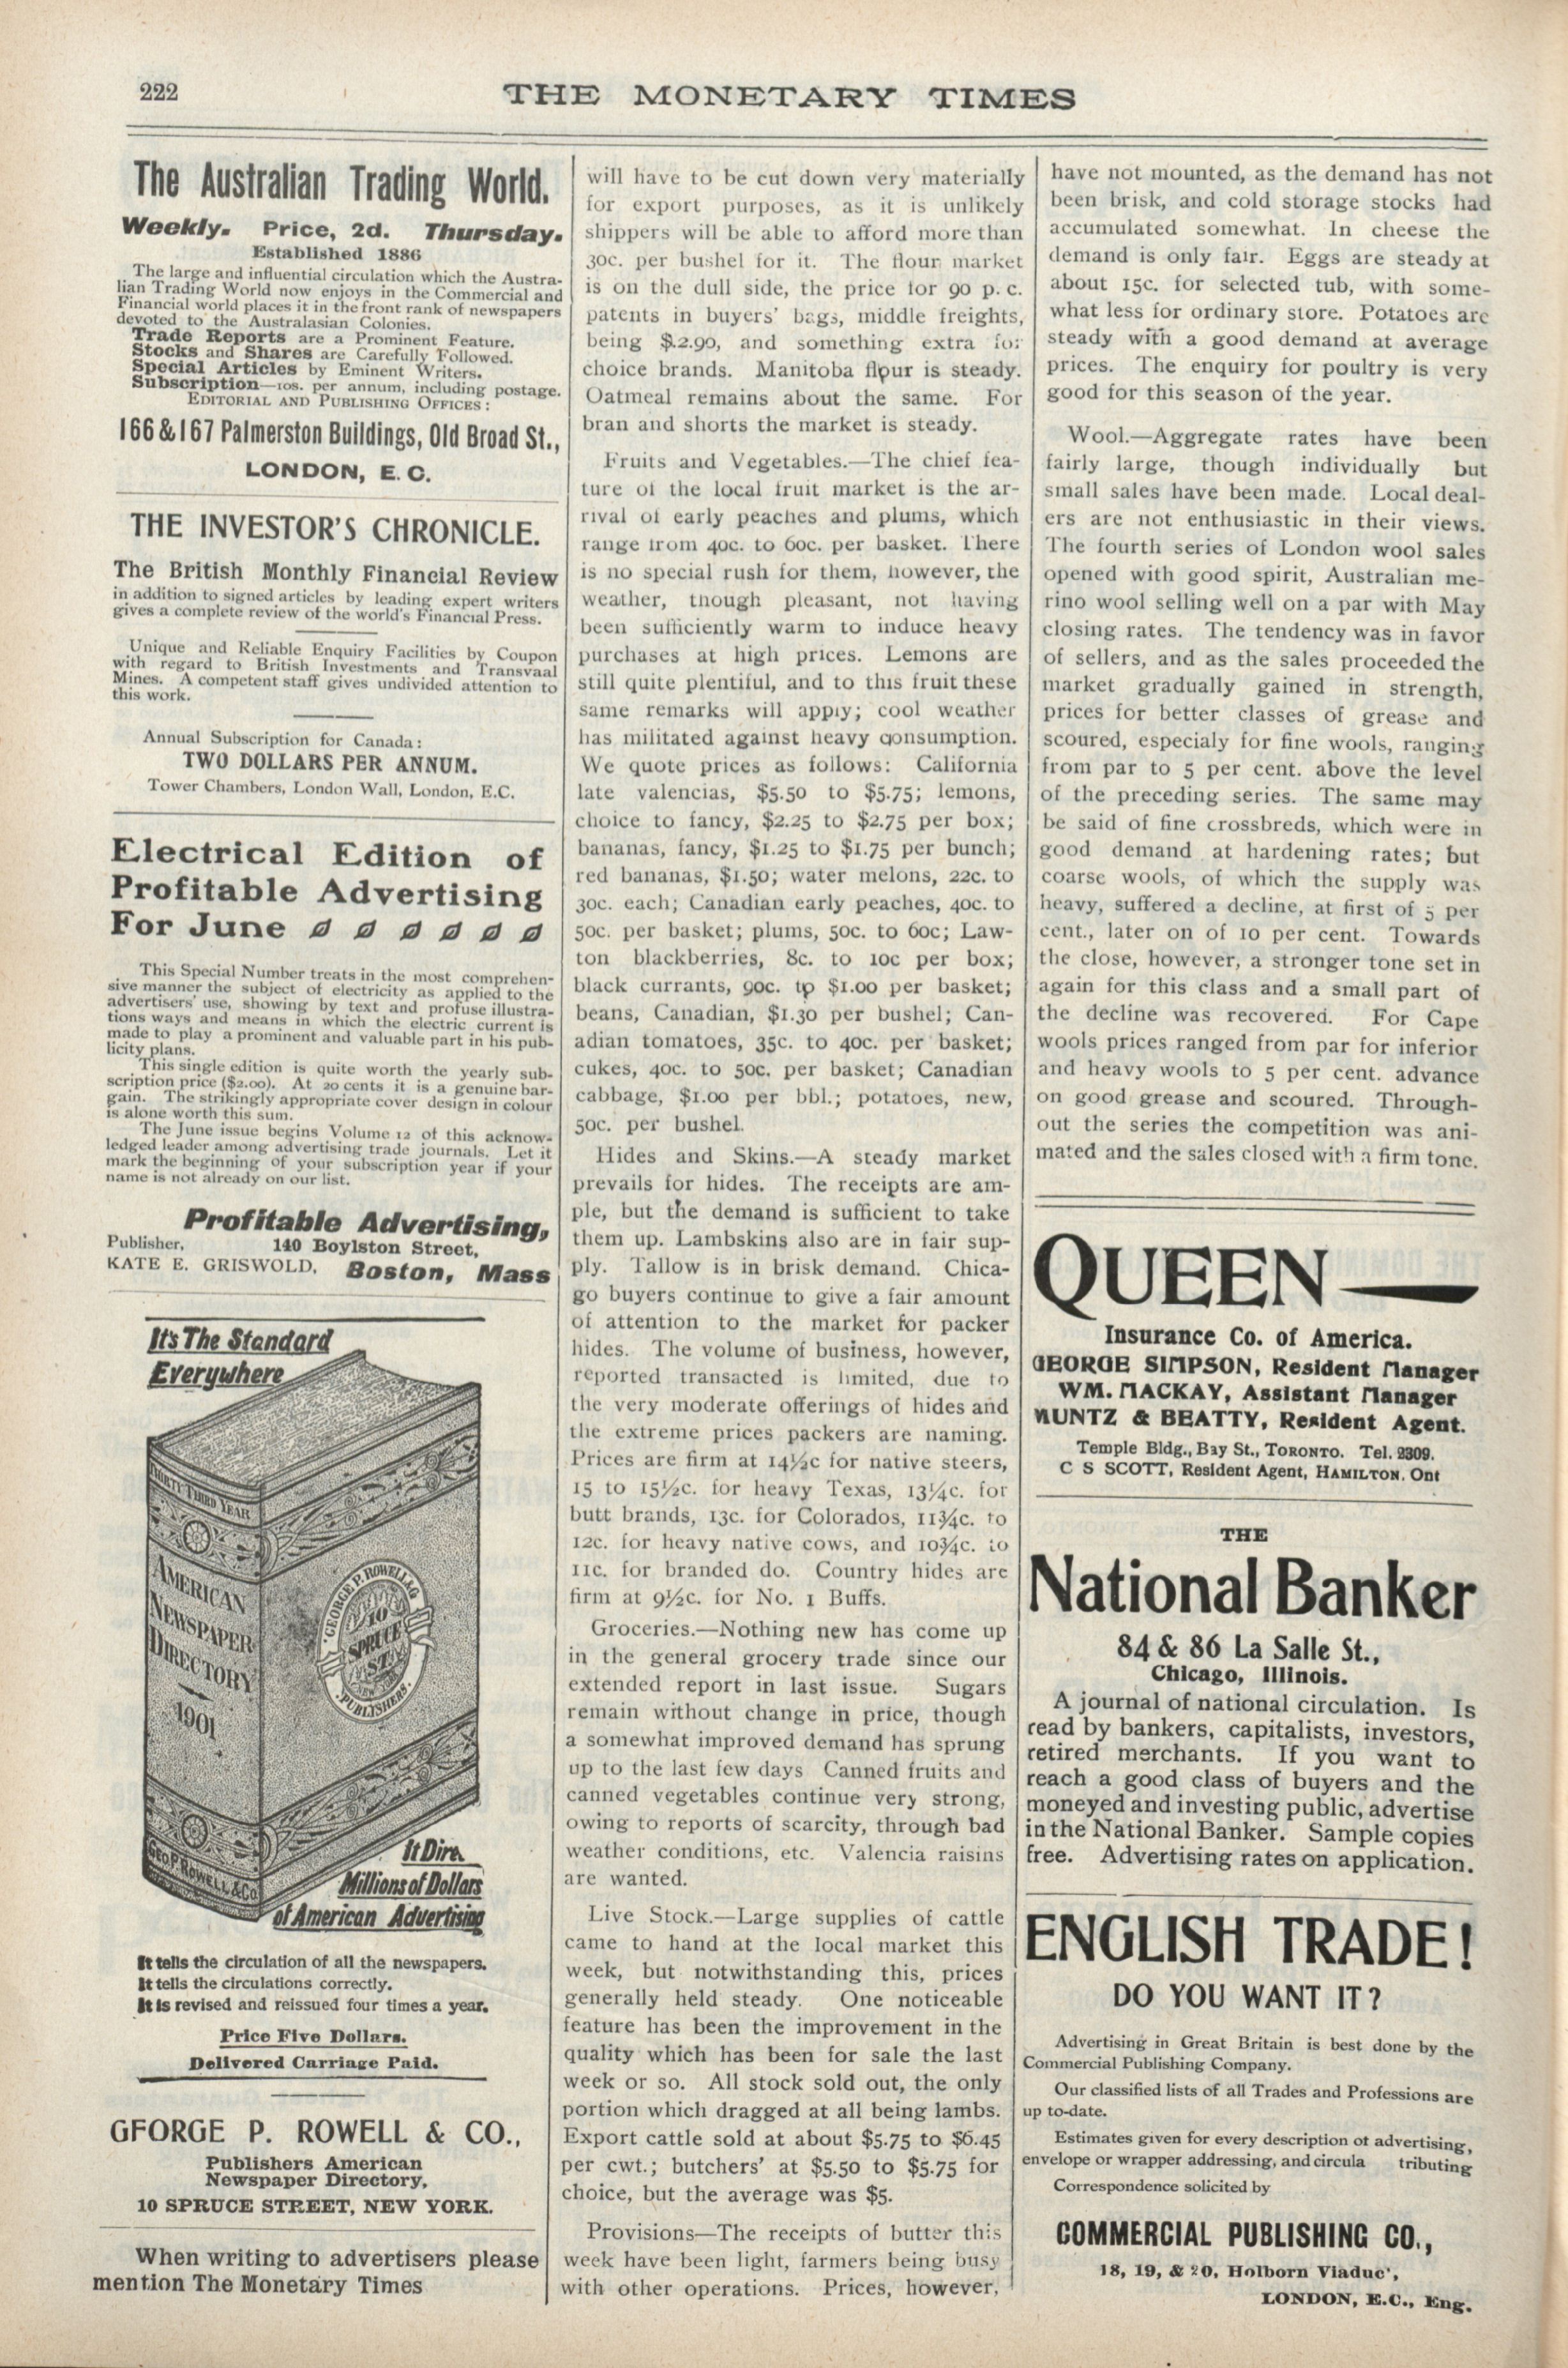 222
THE MONETARY TIMES
The Australian Trading World.
Weekly. Price, 2d. Thursday.
Established 1886
The large and influential circulation which the Austra-
lian Trading World now enjoys in the Commercial and
Financial world places it in the front rank of newspapers
devoted to the Australasian Colonies.
Trade Reports are a Prominent Feature.
Stocks and Shares are Carefully Followed.
Special Articles by Eminent Writers.
Subscription—10s. per annum, including postage.
EDITORIAL AND PUBLISHING OFFICES:
166 & 167 Palmerston Buildings, Old Broad St.,
LONDON, E. C.
THE INVESTOR'S CHRONICLE.
The British Monthly Financial Review
in addition to signed articles by leading expert writers
gives a complete review of the world's Financial Press.
Unique and Reliable Enquiry Facilities by Coupon
with regard to British Investments and Transvaal
Mines. A competent staff gives undivided attention to
this work.
Annual Subscription for Canada:
TWO DOLLARS PER ANNUM.
Tower Chambers, London Wall, London, E.C.
Electrical Edition of
Profitable Advertising
For June
This Special Number treats in the most comprehen-
sive manner the subject of electricity as applied to the
advertisers' use, showing by text and profuse illustra-
tions ways and means in which the electric current is
made to play a prominent and valuable part in his pub-
licity plans.
This single edition is quite worth the yearly sub-
scription price ($2.00). At 20 cents it is a genuine bar-
gain. The strikingly appropriate cover design in colour
is alone worth this sum.
The June issue begins Volume 12 of this acknow-
ledged leader among advertising trade journals. Let it
mark the beginning of your subscription year if your
name is not already on our list.
Profitable Advertising,
Publisher, 140 Boylston Street,
KATE E. GRISWOLD, Boston, Mass
It's The Standard
Everywhere
THIRTY THIRD YEAR
AMERICAN
NEWSPAPER
DIRECTORY
1901
GEO. P. ROWELL & CO.
GEORGE P. ROWELL & CO
10
SPRUCE
ST.
NEW YORK
PUBLISHERS.
It Dire
Millions of Dollars
of American Advertising
It tells the circulation of all the newspapers.
It tells the circulations correctly.
It is revised and reissued four times a year.
Price Five Dollars.
Delivered Carriage Paid.
GEORGE P. ROWELL & CO.,
Publishers American
Newspaper Directory,
10 SPRUCE STREET, NEW YORK.
When writing to advertisers please
mention The Monetary Times
will have to be cut down very materially
for export purposes, as it is unlikely
shippers will be able to afford more than
30c. per bushel for it. The flour market
is on the dull side, the price for 90 p. c.
patents in buyers' bags, middle freights,
being $2.90, and something extra for
choice brands. Manitoba flour is steady.
Oatmeal remains about the same. For
bran and shorts the market is steady.
Fruits and Vegetables.—The chief fea-
ture of the local fruit market is the ar-
rival of early peaches and plums, which
range from 40c. to 60c. per basket. There
is no special rush for them, however, the
weather, though pleasant, not having
been sufficiently warm to induce heavy
purchases at high prices. Lemons are
still quite plentiful, and to this fruit these
same remarks will apply; cool weather
has militated against heavy qonsumption.
We quote prices as follows: California
late valencias, $5.50 to $5.75; lemons,
choice to fancy, $2.25 to $2.75 per box;
bananas, fancy, $1.25 to $1.75 per bunch;
red bananas, $1.50; water melons, 22c. to
30c. each; Canadian early peaches, 40c. to
50c. per basket; plums, 50c. to 60c; Law-
ton blackberries, 8c. to 10c per box;
black currants, 90c. tp $1.00 per basket;
beans, Canadian, $1.30 per bushel; Can-
adian tomatoes, 35c. to 40c. per basket;
cukes, 40c. to 50c. per basket; Canadian
cabbage, $1.00 per bbl.; potatoes, new,
50c. per bushel.
Hides and Skins.—A steady market
prevails for hides. The receipts are am-
ple, but the demand is sufficient to take
them up. Lambskins also are in fair sup-
ply. Tallow is in brisk demand. Chica-
go buyers continue to give a fair amount
of attention to the market for packer
hides. The volume of business, however,
reported transacted is limited, due to
the very moderate offerings of hides and
the extreme prices packers are naming.
Prices are firm at 14½c for native steers,
15 to 15½c. for heavy Texas, 13¼c. for
butt brands, 13c. for Colorados, 11¾c. to
12c. for heavy native cows, and 10¾c. to
11c. for branded do. Country hides are
firm at 9½c. for No. 1 Buffs.
Groceries.—Nothing new has come up
in the general grocery trade since our
extended report in last issue. Sugars
remain without change in price, though
a somewhat improved demand has sprung
up to the last few days Canned fruits and
canned vegetables continue very strong,
owing to reports of scarcity, through bad
weather conditions, etc. Valencia raisins
are wanted.
Live Stock.—Large supplies of cattle
came to hand at the local market this
week, but notwithstanding this, prices
generally held steady. One noticeable
feature has been the improvement in the
quality which has been for sale the last
week or so. All stock sold out, the only
portion which dragged at all being lambs.
Export cattle sold at about $5.75 to $6.45
per cwt.; butchers' at $5.50 to $5.75 for
choice, but the average was $5.
Provisions—The receipts of butter this
week have been light, farmers being busy
with other operations. Prices, however,
have not mounted, as the demand has not
been brisk, and cold storage stocks had
accumulated somewhat. In cheese the
demand is only fair. Eggs are steady at
about 15c. for selected tub, with some-
what less for ordinary store. Potatoes are
steady with a good demand at average
prices. The enquiry for poultry is very
good for this season of the year.
Wool.—Aggregate rates have been
fairly large, though individually but
small sales have been made. Local deal-
ers are not enthusiastic in their views.
The fourth series of London wool sales
opened with good spirit, Australian me-
rino wool selling well on a par with May
closing rates. The tendency was in favor
of sellers, and as the sales proceeded the
market gradually gained in strength,
prices for better classes of grease and
scoured, especialy for fine wools, ranging
from par to 5 per cent. above the level
of the preceding series. The same may
be said of fine crossbreds, which were in
good demand at hardening rates; but
coarse wools, of which the supply was
heavy, suffered a decline, at first of 5 per
cent., later on of 10 per cent. Towards
the close, however, a stronger tone set in
again for this class and a small part of
the decline was recovered. For Cape
wools prices ranged from par for inferior
and heavy wools to 5 per cent. advance
on good grease and scoured. Through-
out the series the competition was ani-
mated and the sales closed with a firm tone.
QUEEN
Insurance Co. of America.
GEORGE SIMPSON, Resident Manager
WM. MACKAY, Assistant Manager
MUNTZ & BEATTY, Resident Agent.
Temple Bldg., Bay St., TORONTO. Tel. 2309.
C S SCOTT, Resident Agent, HAMILTON, Ont
THE
National Banker
84 & 86 La Salle St.,
Chicago, Illinois.
A journal of national circulation. Is
read by bankers, capitalists, investors,
retired merchants. If you want to
reach a good class of buyers and the
moneyed and investing public, advertise
in the National Banker. Sample copies
free. Advertising rates on application.
ENGLISH TRADE!
DO YOU WANT IT?
Advertising in Great Britain is best done by the
Commercial Publishing Company.
Our classified lists of all Trades and Professions are
up to-date.
Estimates given for every description of advertising,
envelope or wrapper addressing, and circula tributing
Correspondence solicited by
COMMERCIAL PUBLISHING CO.,
18, 19, & 20, Holborn Viaduc',
LONDON, E.C., Eng.